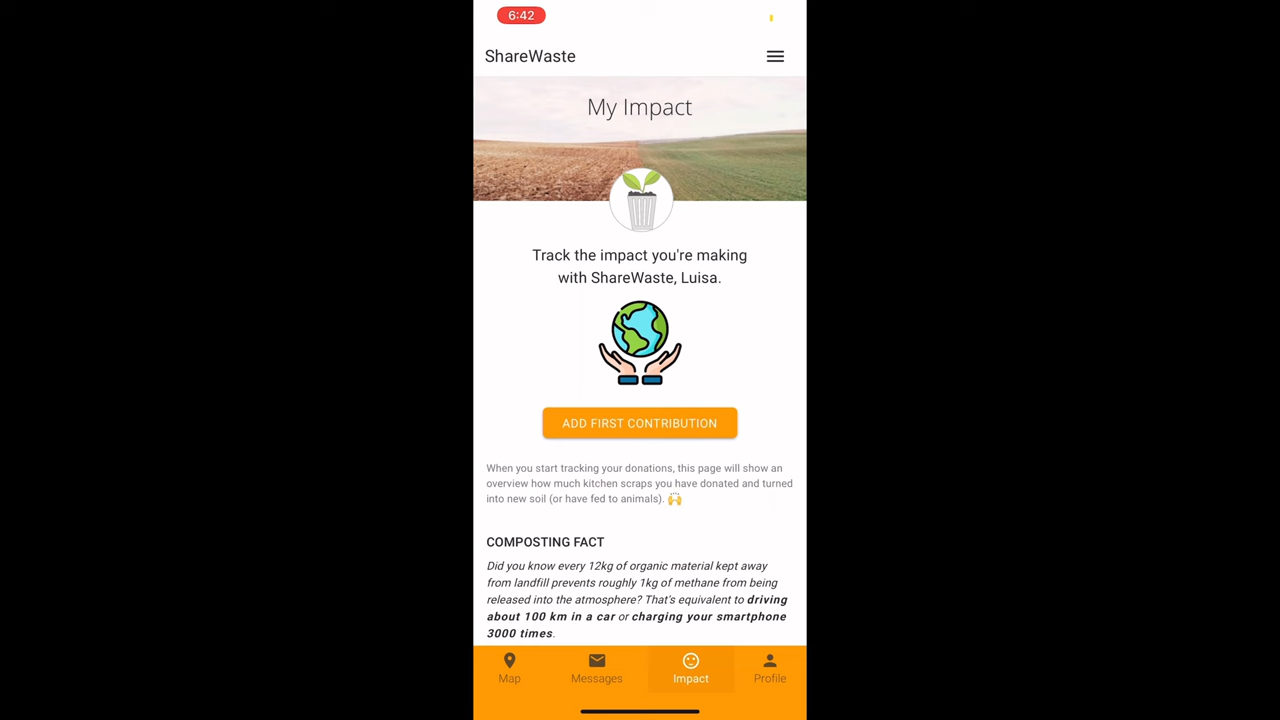 6:42
ShareWaste
My Impact
Track the impact you're making
with ShareWaste, Luisa.
ADD FIRST CONTRIBUTION
When you start tracking your donations, this page will show an
overview how much kitchen scraps you have donated and turned
into new soil (or have fed to animals). 🙌
COMPOSTING FACT
Did you know every 12kg of organic material kept away
from landfill prevents roughly 1kg of methane from being
released into the atmosphere? That's equivalent to driving
about 100 km in a car or charging your smartphone
3000 times.
Map
Messages
Impact
Profile